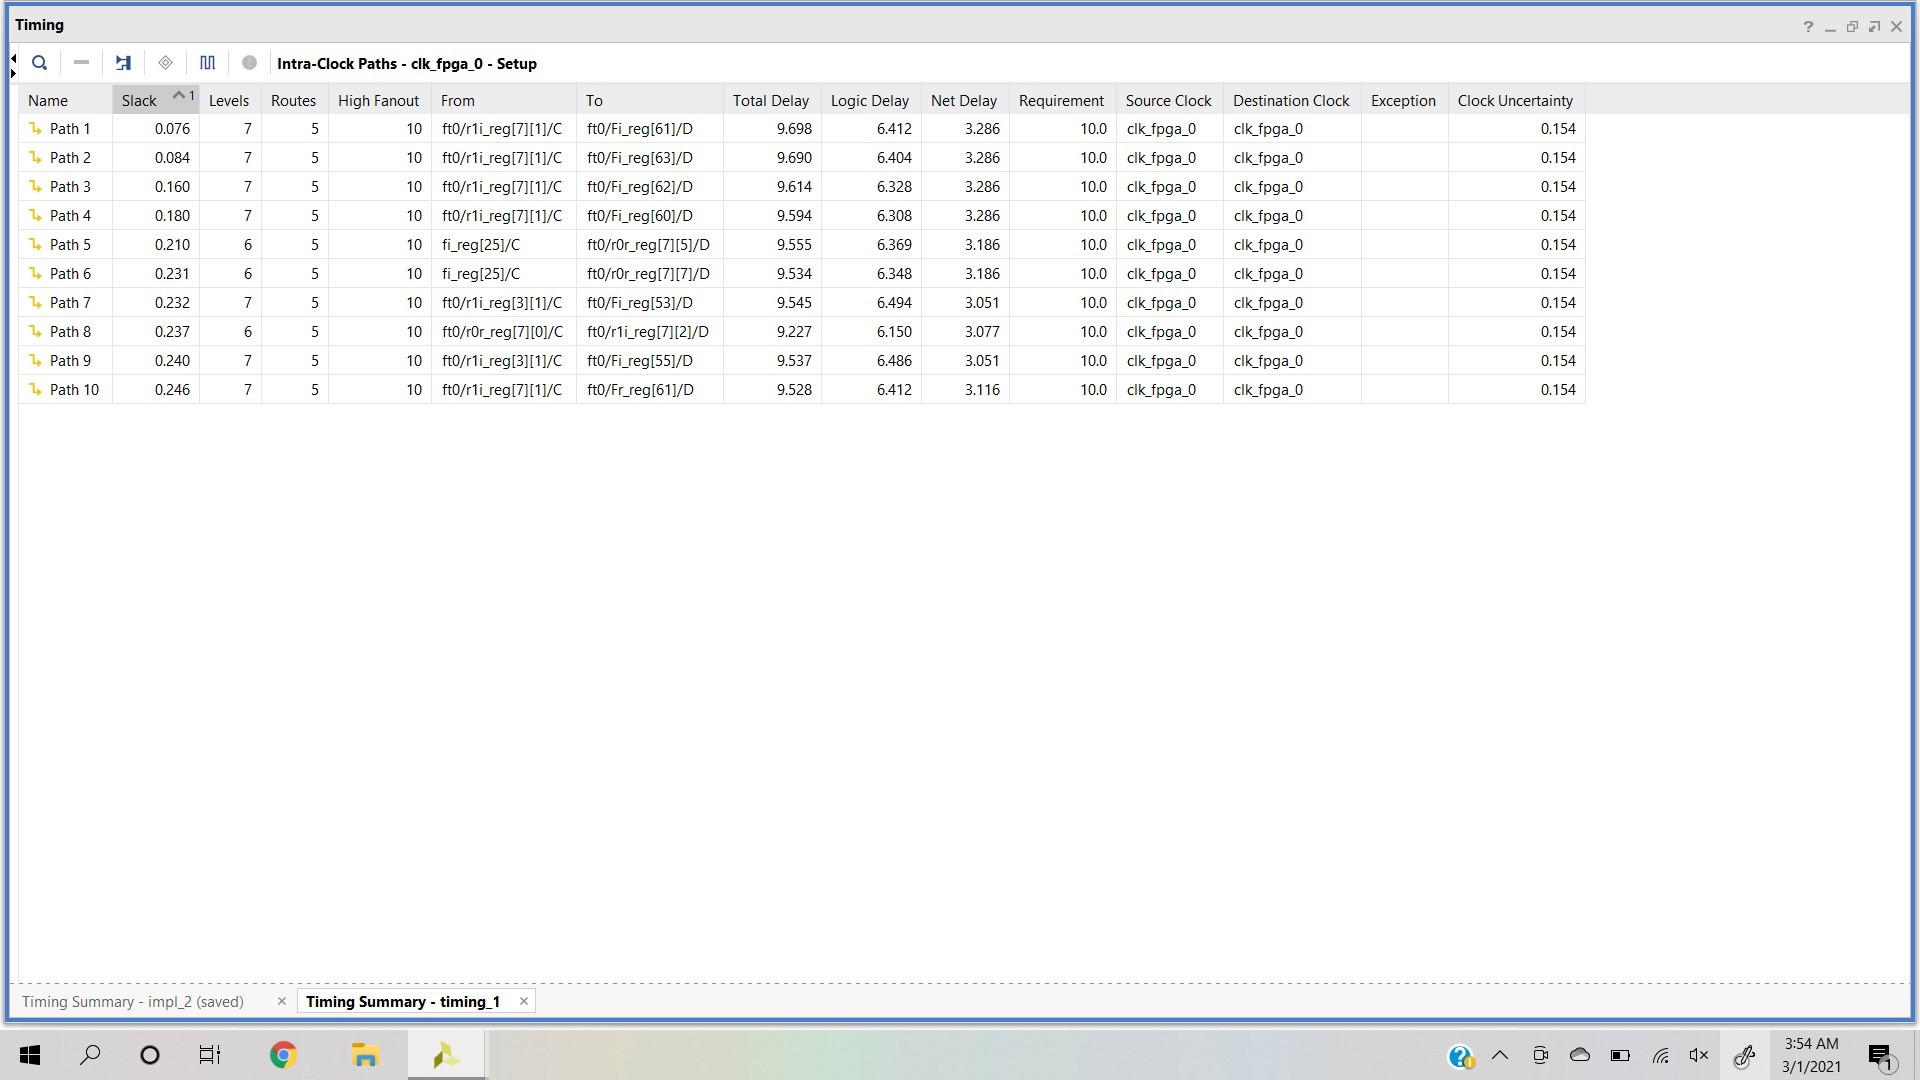 Timing
Intra-Clock Paths - clk_fpga_0 - Setup
Name Slack 1 Levels Routes High Fanout From To Total Delay Logic Delay Net Delay Requirement Source Clock Destination Clock Exception Clock Uncertainty
Path 1 0.076 7 5 10 ft0/r1i_reg[7][1]/C ft0/Fi_reg[61]/D 9.698 6.412 3.286 10.0 clk_fpga_0 clk_fpga_0 0.154
Path 2 0.084 7 5 10 ft0/r1i_reg[7][1]/C ft0/Fi_reg[63]/D 9.690 6.404 3.286 10.0 clk_fpga_0 clk_fpga_0 0.154
Path 3 0.160 7 5 10 ft0/r1i_reg[7][1]/C ft0/Fi_reg[62]/D 9.614 6.328 3.286 10.0 clk_fpga_0 clk_fpga_0 0.154
Path 4 0.180 7 5 10 ft0/r1i_reg[7][1]/C ft0/Fi_reg[60]/D 9.594 6.308 3.286 10.0 clk_fpga_0 clk_fpga_0 0.154
Path 5 0.210 6 5 10 fi_reg[25]/C ft0/r0r_reg[7][5]/D 9.555 6.369 3.186 10.0 clk_fpga_0 clk_fpga_0 0.154
Path 6 0.231 6 5 10 fi_reg[25]/C ft0/r0r_reg[7][7]/D 9.534 6.348 3.186 10.0 clk_fpga_0 clk_fpga_0 0.154
Path 7 0.232 7 5 10 ft0/r1i_reg[3][1]/C ft0/Fi_reg[53]/D 9.545 6.494 3.051 10.0 clk_fpga_0 clk_fpga_0 0.154
Path 8 0.237 6 5 10 ft0/r0r_reg[7][0]/C ft0/r1i_reg[7][2]/D 9.227 6.150 3.077 10.0 clk_fpga_0 clk_fpga_0 0.154
Path 9 0.240 7 5 10 ft0/r1i_reg[3][1]/C ft0/Fi_reg[55]/D 9.537 6.486 3.051 10.0 clk_fpga_0 clk_fpga_0 0.154
Path 10 0.246 7 5 10 ft0/r1i_reg[7][1]/C ft0/Fr_reg[61]/D 9.528 6.412 3.116 10.0 clk_fpga_0 clk_fpga_0 0.154
Timing Summary - impl_2 (saved) Timing Summary - timing_1
3:54 AM
3/1/2021
1